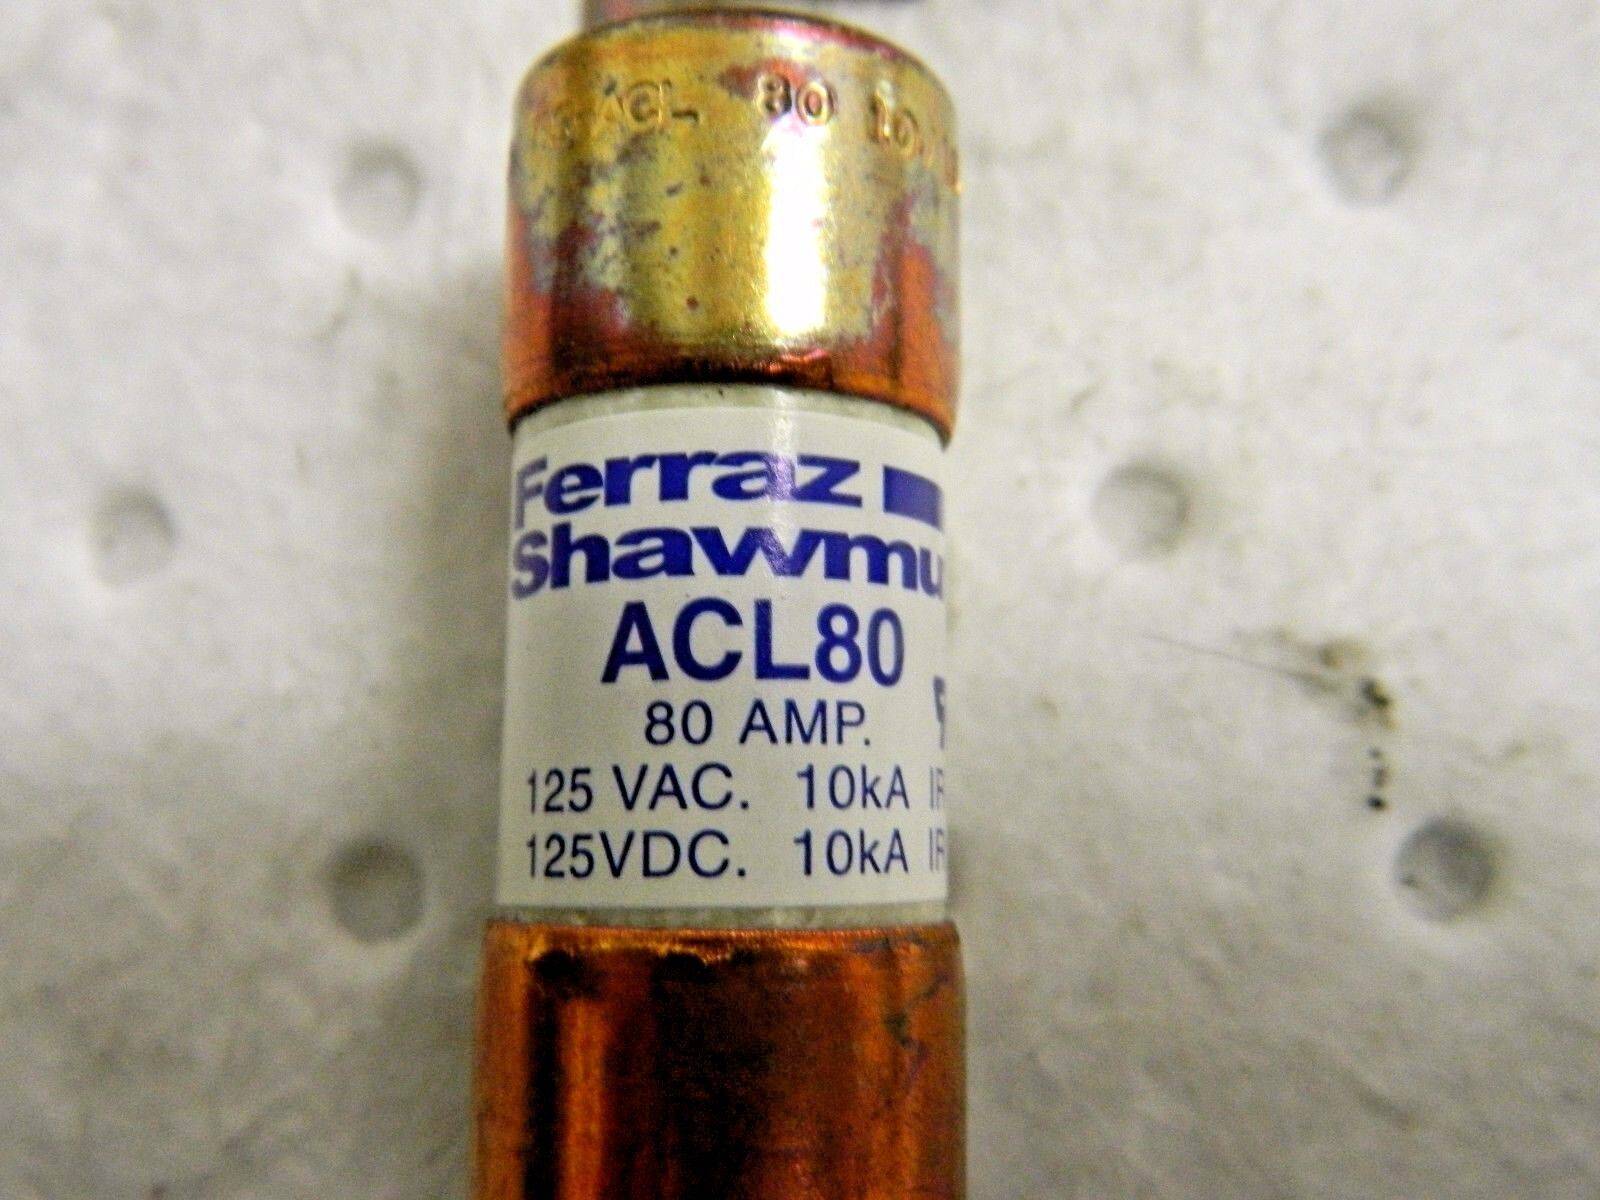 ACL 80
Ferraz
Shawmu
ACL80
80 AMP.
125 VAC. 10kA
125VDC. 10kA